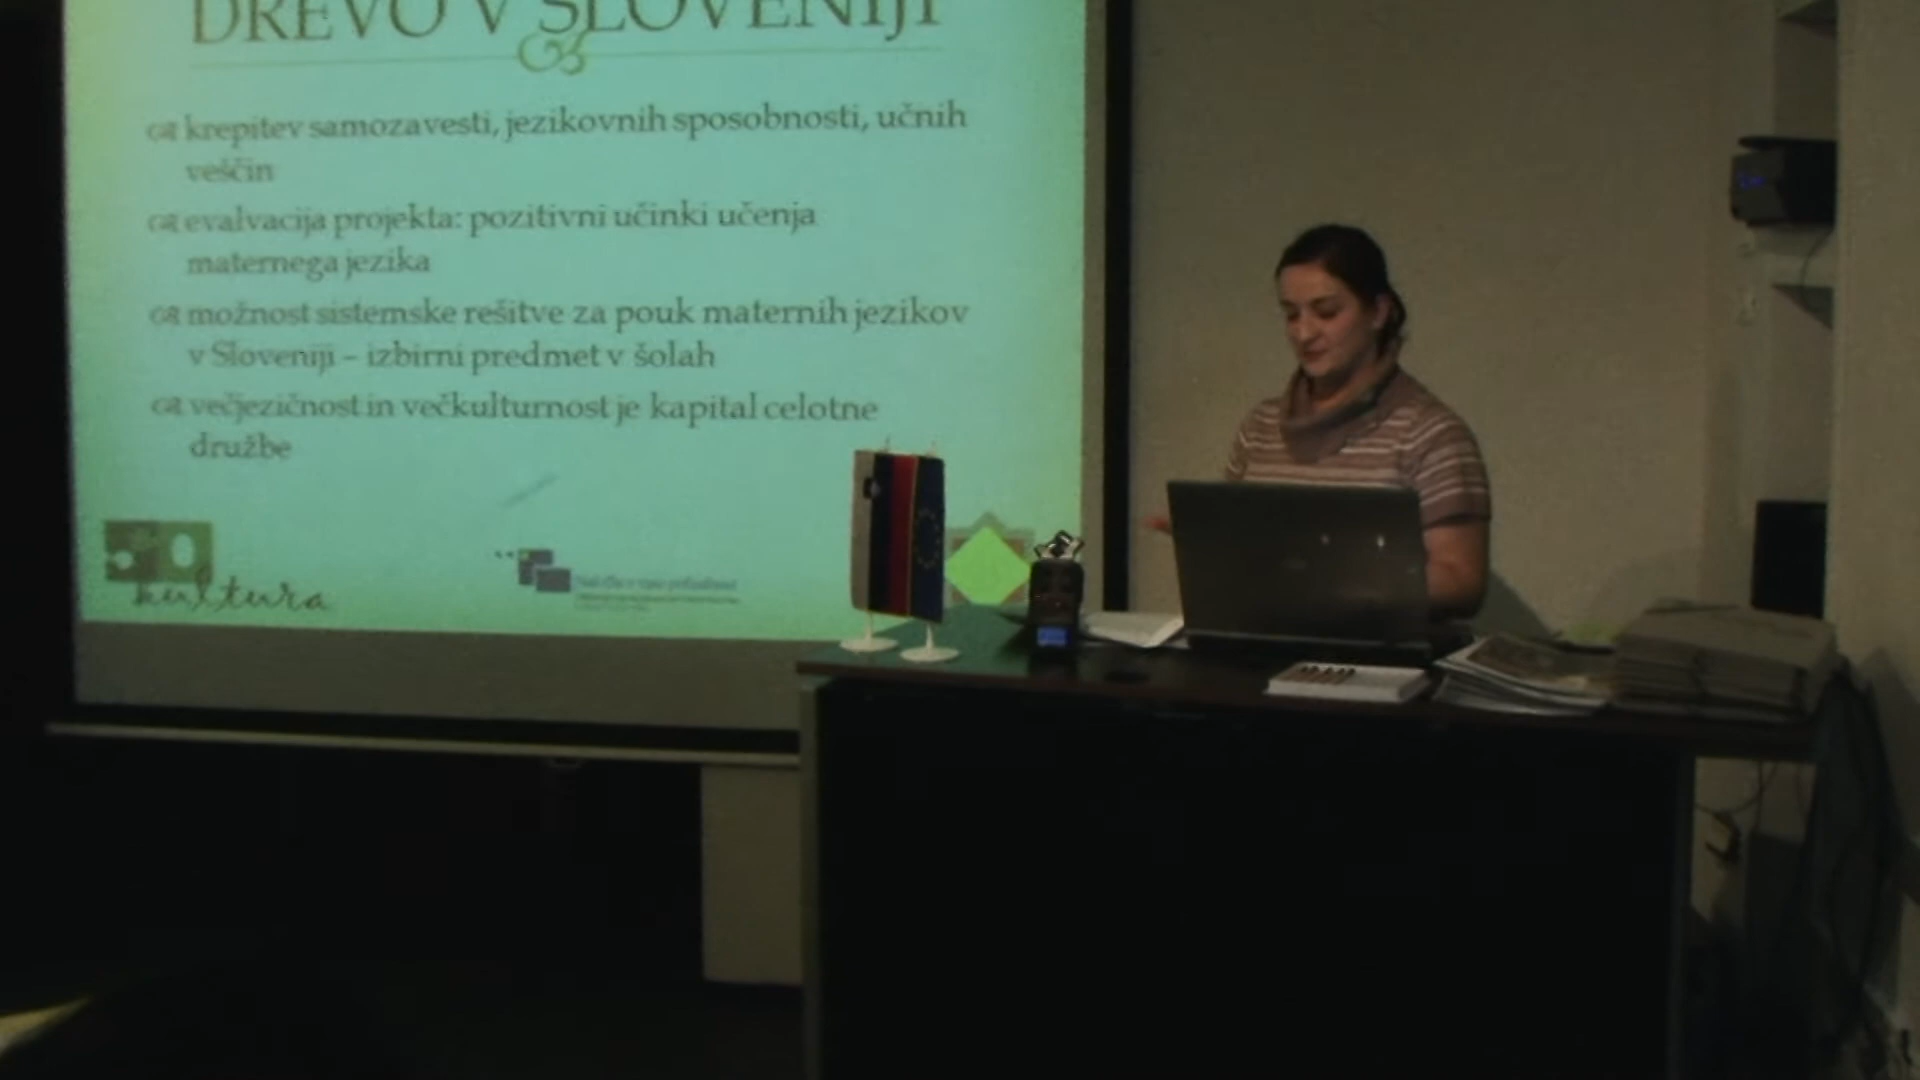 DREVO V SLOVENIJI
krepitev samozavesti, jezikovnih sposobnosti, učnih
veščin
evalvacija projekta: pozitivni učinki učenja
maternega jezika
možnost sistemske rešitve za pouk maternih jezikov
v Sloveniji – izbirni predmet v šolah
večjezičnost in večkulturnost je kapital celotne
družbe
kultura